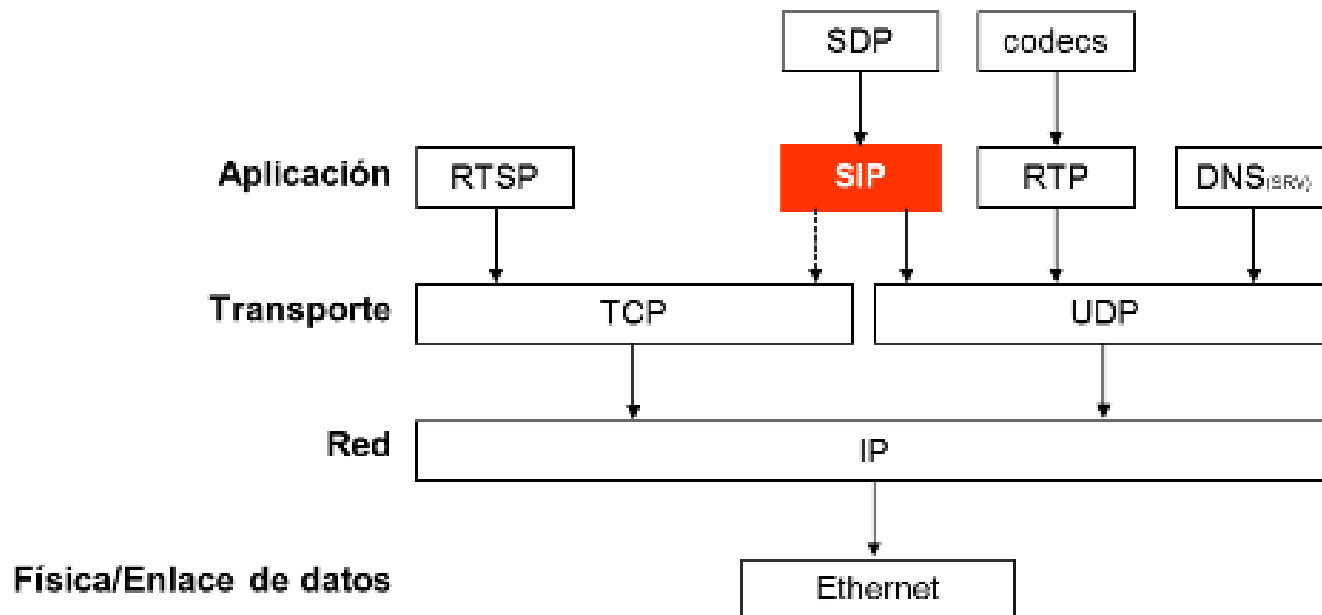 SDP codecs
Aplicación RTSP SIP RTP DNS(SRV)
Transporte TCP UDP
Red IP
Física/Enlace de datos Ethernet